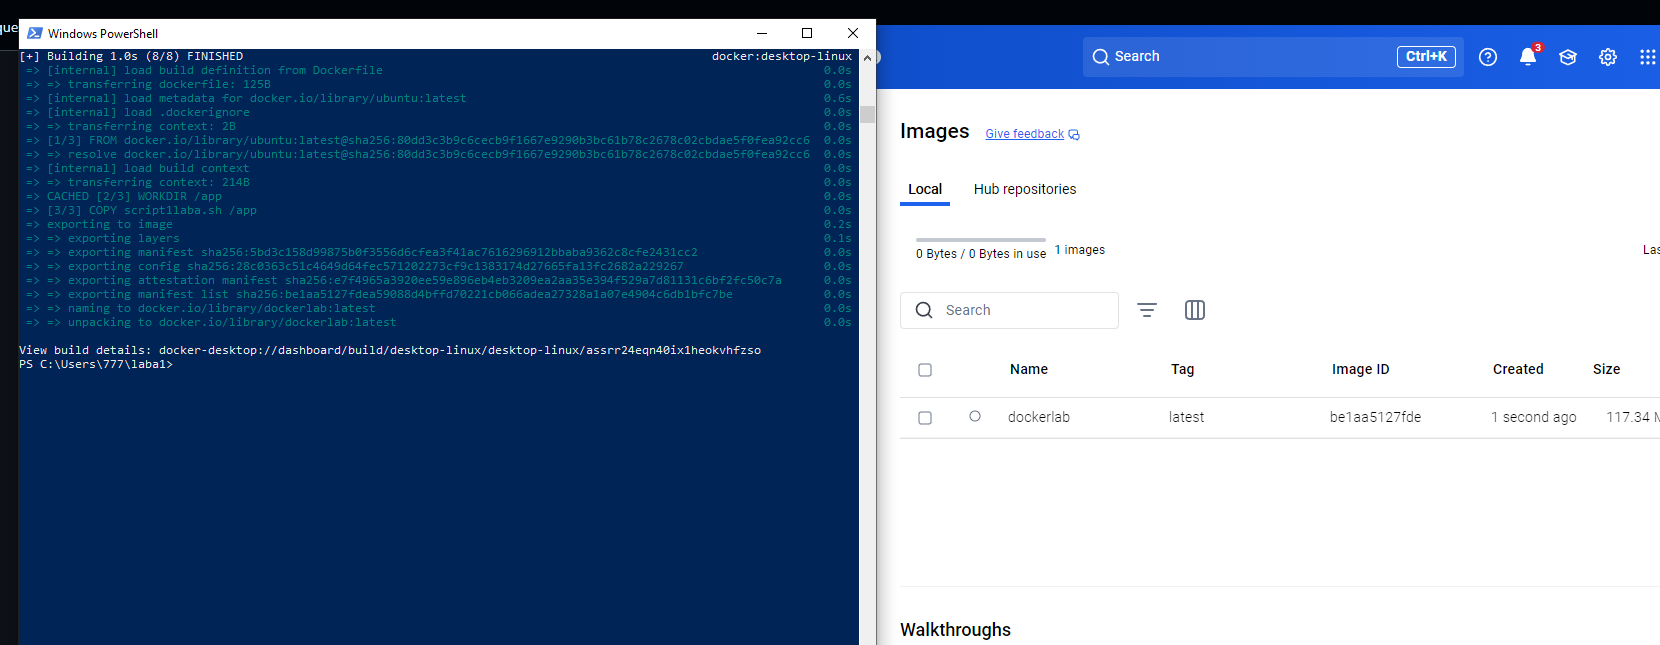 que
Windows PowerShell
[+] Building 1.0s (8/8) FINISHED docker:desktop-linux
=> [internal] load build definition from Dockerfile 0.0s
=> => transferring dockerfile: 125B 0.0s
=> [internal] load metadata for docker.io/library/ubuntu:latest 0.6s
=> [internal] load .dockerignore 0.0s
=> => transferring context: 2B 0.0s
=> [1/3] FROM docker.io/library/ubuntu:latest@sha256:80dd3c3b9c6cecb9f1667e9290b3bc61b78c2678c02cbdae5f0fea92cc6 0.0s
=> => resolve docker.io/library/ubuntu:latest@sha256:80dd3c3b9c6cecb9f1667e9290b3bc61b78c2678c02cbdae5f0fea92cc6 0.0s
=> [internal] load build context 0.0s
=> => transferring context: 214B 0.0s
=> CACHED [2/3] WORKDIR /app 0.0s
=> [3/3] COPY script1laba.sh /app 0.0s
=> exporting to image 0.2s
=> => exporting layers 0.1s
=> => exporting manifest sha256:5bd3c158d99875b0f3556d6cfea3f41ac7616296912bbaba9362c8cfe2431cc2 0.0s
=> => exporting config sha256:28c0363c51c4649d64fec571202273cf9c1383174d27665fa13fc2682a229267 0.0s
=> => exporting attestation manifest sha256:e7f4965a3920ee59e896eb4eb3209ea2aa35e394f529a7d81131c6bf2fc50c7a 0.0s
=> => exporting manifest list sha256:be1aa5127fdea59088d4bffd70221cb066adea27328a1a07e4904c6db1bfc7be 0.0s
=> => naming to docker.io/library/dockerlab:latest 0.0s
=> => unpacking to docker.io/library/dockerlab:latest 0.0s
View build details: docker-desktop://dashboard/build/desktop-linux/desktop-linux/assrr24eqn40ix1heokvhfzso
PS C:\Users\777\laba1>
Search Ctrl+K 3
Images Give feedback
Local Hub repositories
0 Bytes / 0 Bytes in use 1 images Las
Search
Name Tag Image ID Created Size
dockerlab latest be1aa5127fde 1 second ago 117.34 M
Walkthroughs